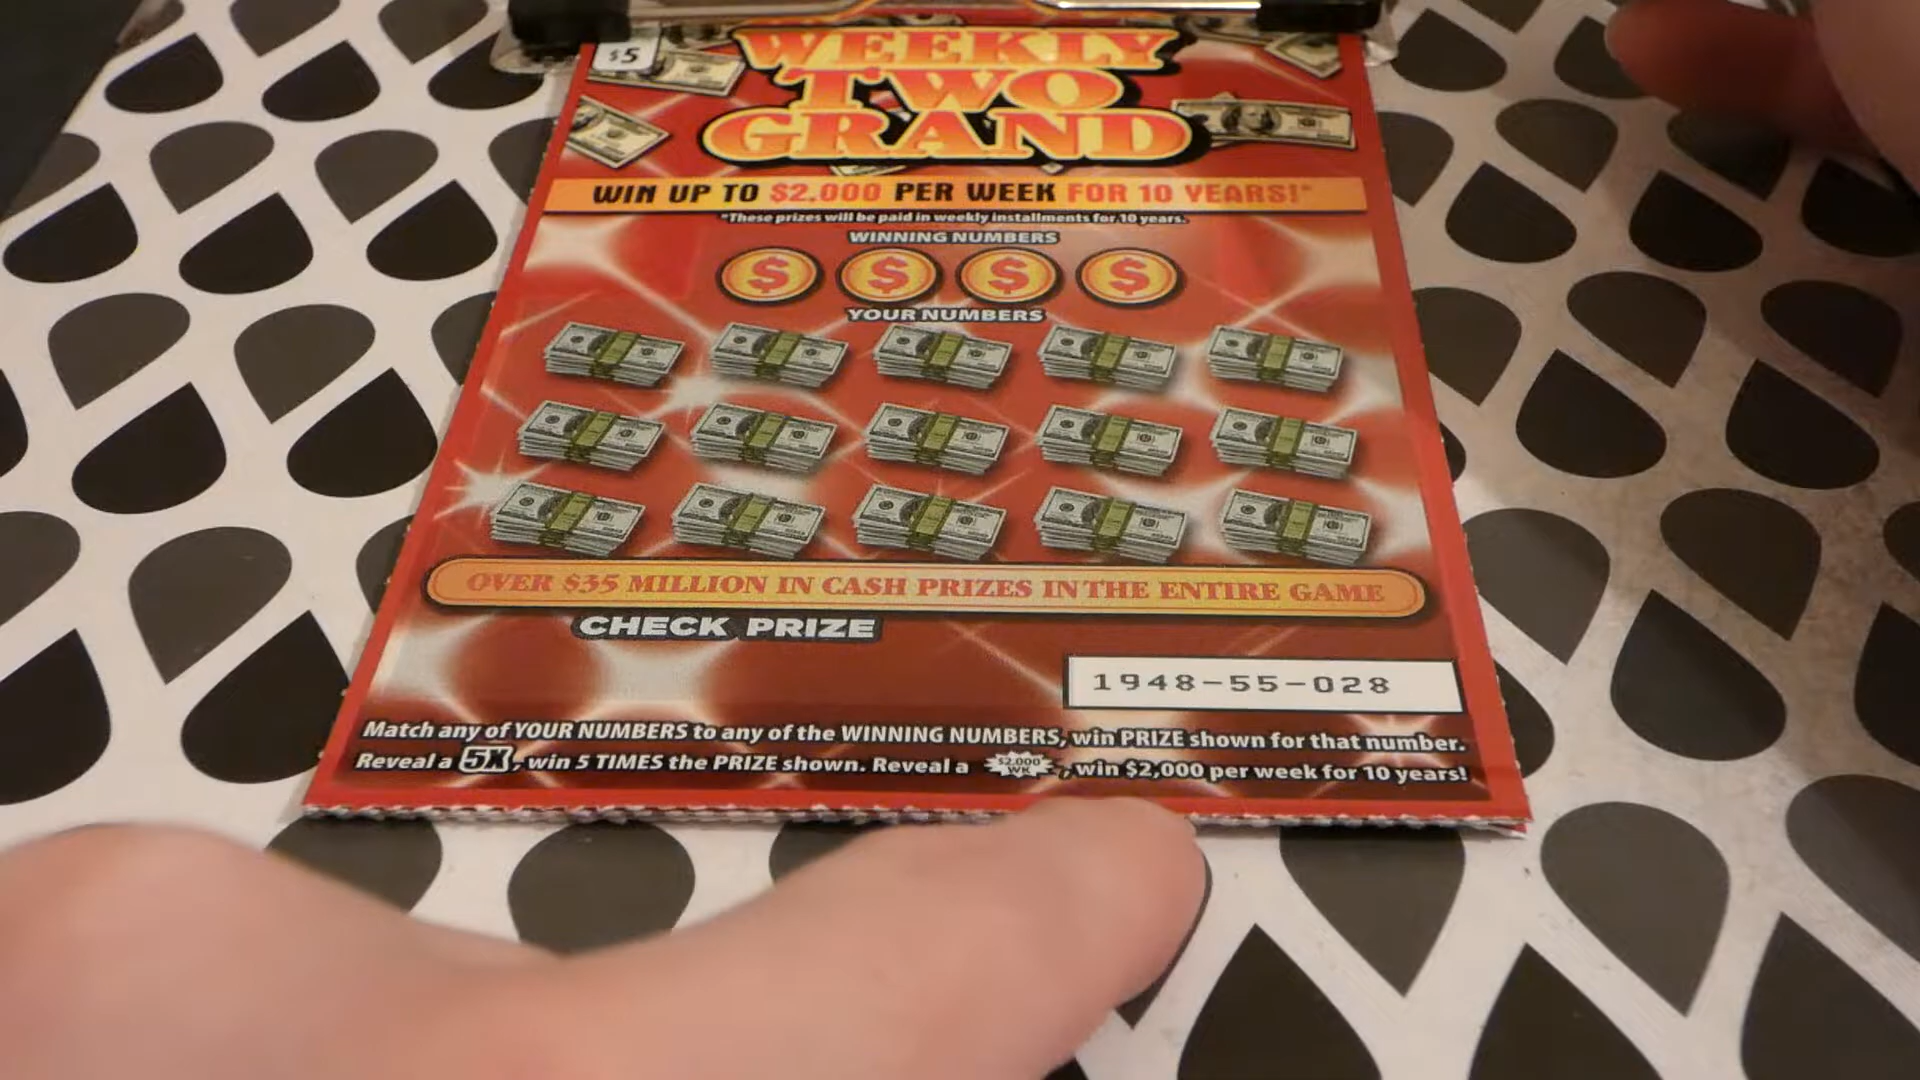 $5
WEEKLY
TWO
GRAND
WIN UP TO $2,000 PER WEEK FOR 10 YEARS!*
*These prizes will be paid in weekly installments for 10 years.
WINNING NUMBERS
$ $ $ $
YOUR NUMBERS
OVER $35 MILLION IN CASH PRIZES IN THE ENTIRE GAME
CHECK PRIZE
1948-55-028
Match any of YOUR NUMBERS to any of the WINNING NUMBERS, win PRIZE shown for that number.
Reveal a 5X, win 5 TIMES the PRIZE shown. Reveal a $2,000 WK, win $2,000 per week for 10 years!